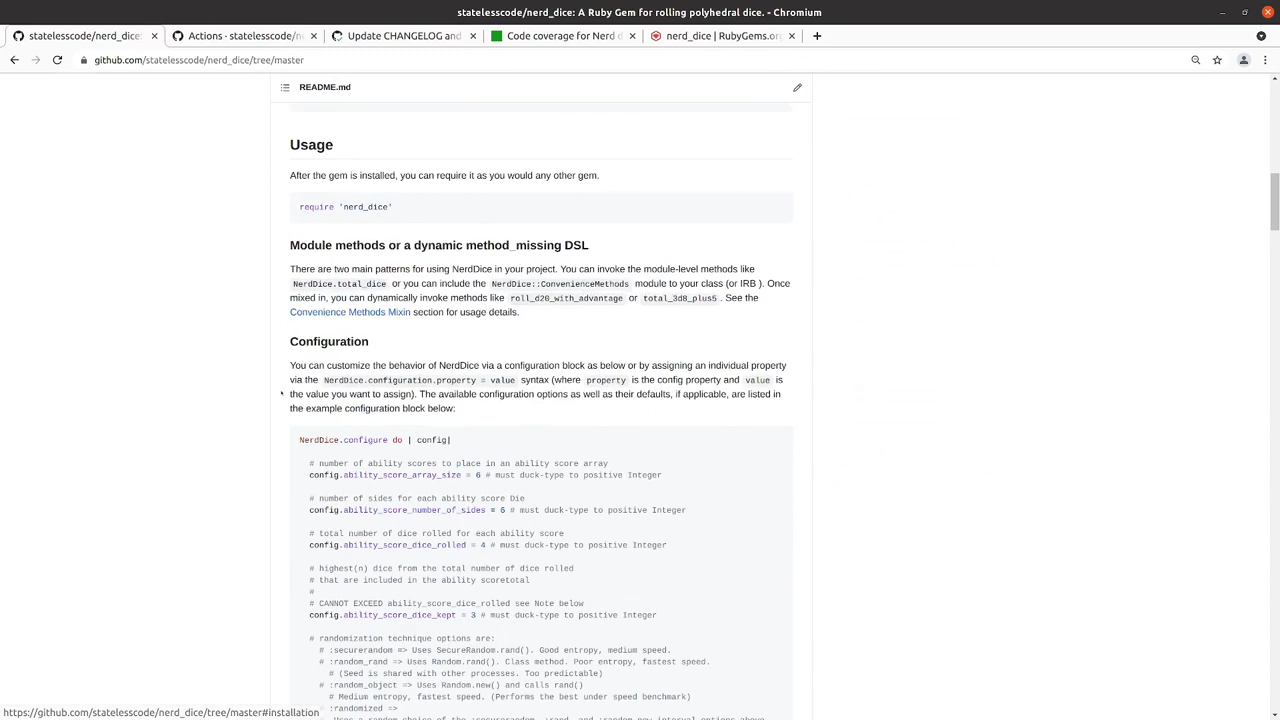 statelesscode/nerd_dice: A Ruby Gem for rolling polyhedral dice. - Chromium
statelesscode/nerd_dice:
Actions · statelesscode/ne
Update CHANGELOG and
Code coverage for Nerd d
nerd_dice | RubyGems.org
github.com/statelesscode/nerd_dice/tree/master
README.md
Usage
After the gem is installed, you can require it as you would any other gem.
require 'nerd_dice'
Module methods or a dynamic method_missing DSL
There are two main patterns for using NerdDice in your project. You can invoke the module-level methods like
NerdDice.total_dice or you can include the NerdDice::ConvenienceMethods module to your class (or IRB ). Once
mixed in, you can dynamically invoke methods like roll_d20_with_advantage or total_3d8_plus5 . See the
Convenience Methods Mixin section for usage details.
Configuration
You can customize the behavior of NerdDice via a configuration block as below or by assigning an individual property
via the NerdDice.configuration.property = value syntax (where property is the config property and value is
the value you want to assign). The available configuration options as well as their defaults, if applicable, are listed in
the example configuration block below:
NerdDice.configure do | config|
# number of ability scores to place in an ability score array
config.ability_score_array_size = 6 # must duck-type to positive Integer
# number of sides for each ability score Die
config.ability_score_number_of_sides = 6 # must duck-type to positive Integer
# total number of dice rolled for each ability score
config.ability_score_dice_rolled = 4 # must duck-type to positive Integer
# highest(n) dice from the total number of dice rolled
# that are included in the ability scoretotal
#
# CANNOT EXCEED ability_score_dice_rolled see Note below
config.ability_score_dice_kept = 3 # must duck-type to positive Integer
# randomization technique options are:
# :securerandom => Uses SecureRandom.rand(). Good entropy, medium speed.
# :random_rand => Uses Random.rand(). Class method. Poor entropy, fastest speed.
# (Seed is shared with other processes. Too predictable)
# :random_object => Uses Random.new() and calls rand()
# Medium entropy, fastest speed. (Performs the best under speed benchmark)
# :randomized =>
https://github.com/statelesscode/nerd_dice/tree/master#installation